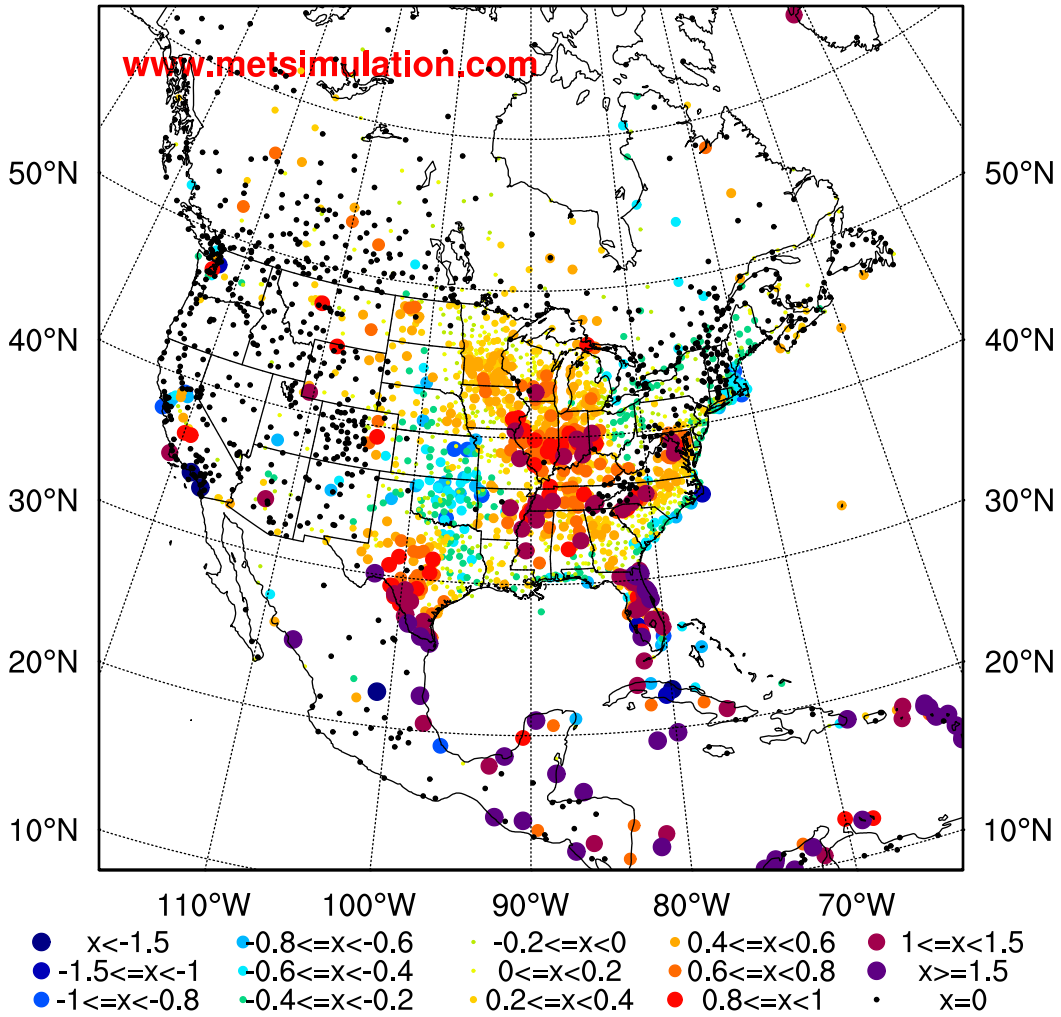 www.metsimulation.com
50°N 50°N
40°N 40°N
30°N 30°N
20°N 20°N
10°N 10°N
110°W 100°W 90°W 80°W 70°W
x<-1.5 -0.8<=x<-0.6 -0.2<=x<0 0.4<=x<0.6 1<=x<1.5
-1.5<=x<-1 -0.6<=x<-0.4 0<=x<0.2 0.6<=x<0.8 x>=1.5
-1<=x<-0.8 -0.4<=x<-0.2 0.2<=x<0.4 0.8<=x<1 x=0